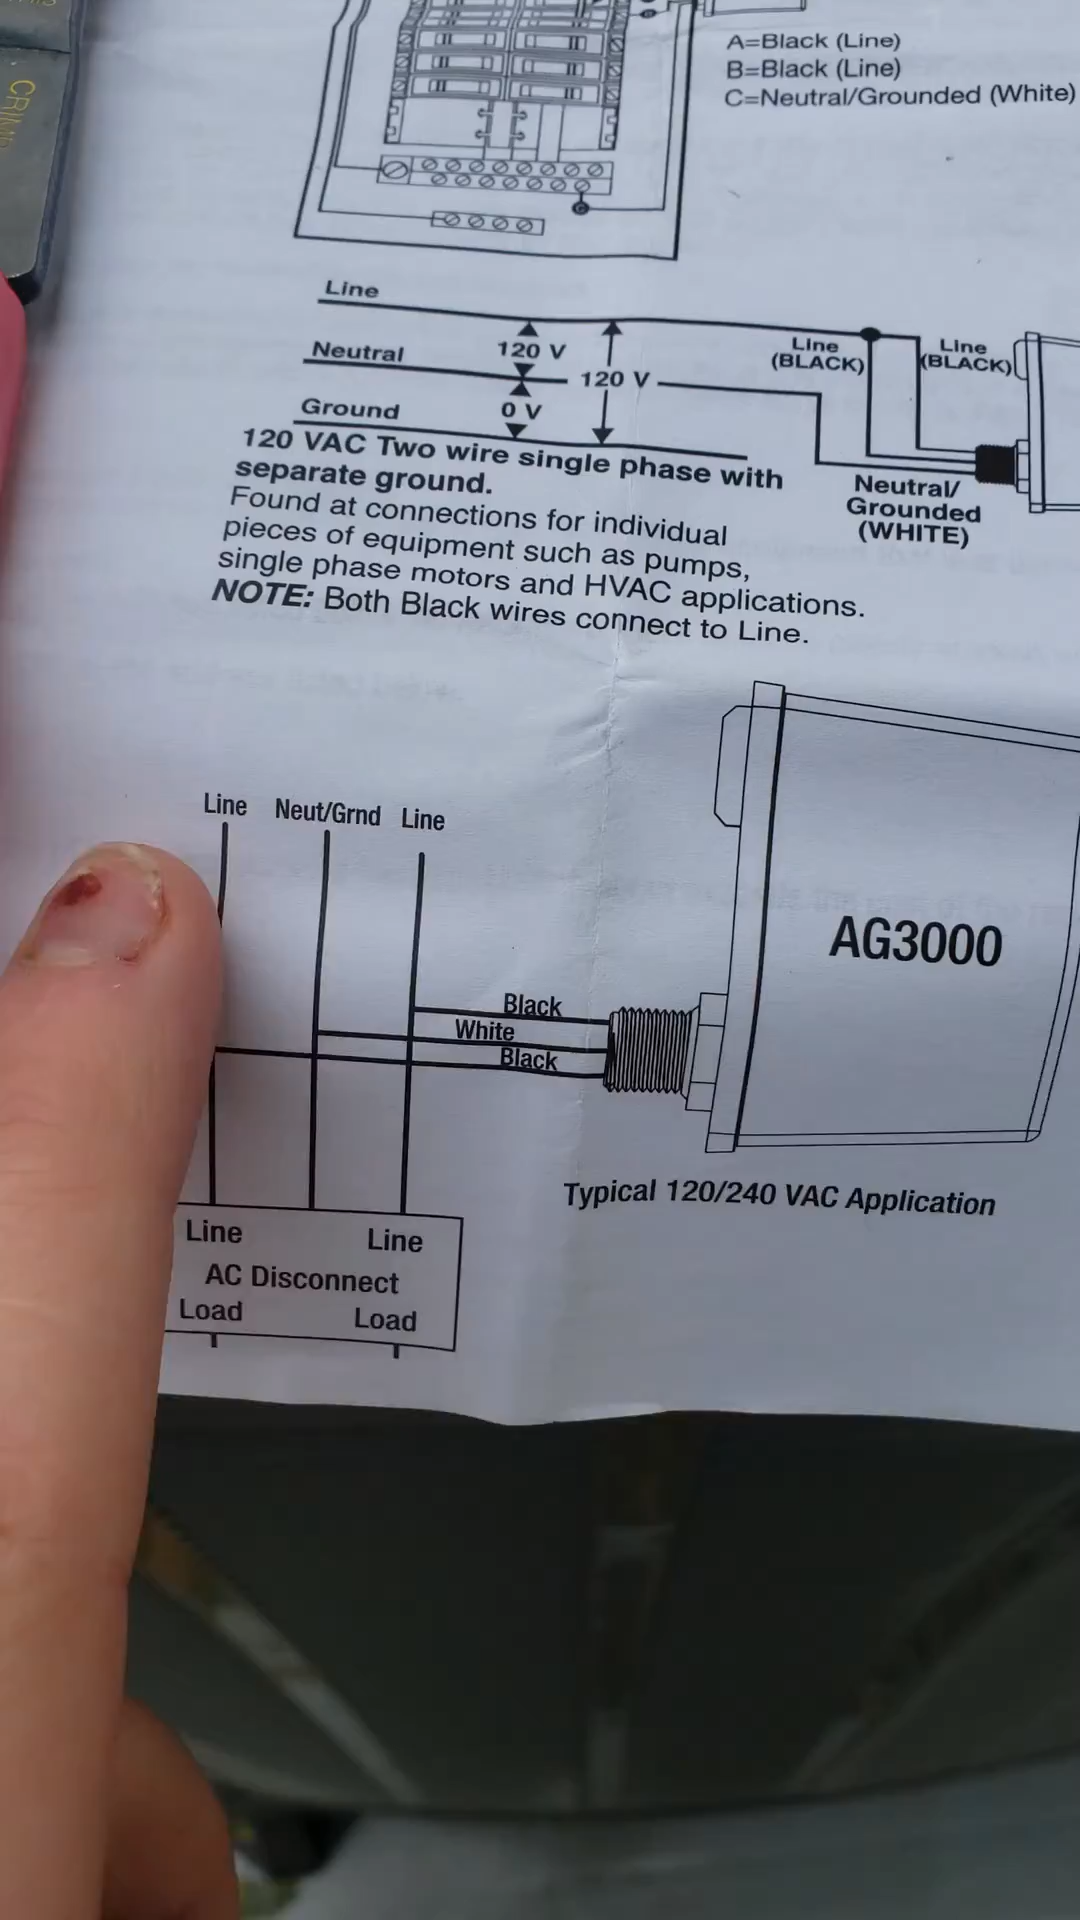 CRIMP
A=Black (Line)
B=Black (Line)
C=Neutral/Grounded (White)
Line
Neutral
120 V
120 V
Ground
0 V
Line
(BLACK)
Line
(BLACK)
Neutral/
Grounded
(WHITE)
120 VAC Two wire single phase with
separate ground.
Found at connections for individual
pieces of equipment such as pumps,
single phase motors and HVAC applications.
NOTE: Both Black wires connect to Line.
Line Neut/Grnd Line
AG3000
Black
White
Black
Typical 120/240 VAC Application
Line Line
AC Disconnect
Load Load